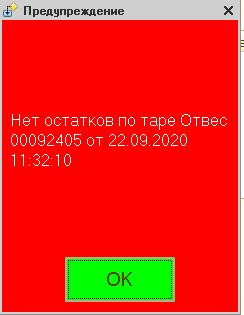 Предупреждение
Нет остатков по таре Отвес
00092405 от 22.09.2020
11:32:10
OK